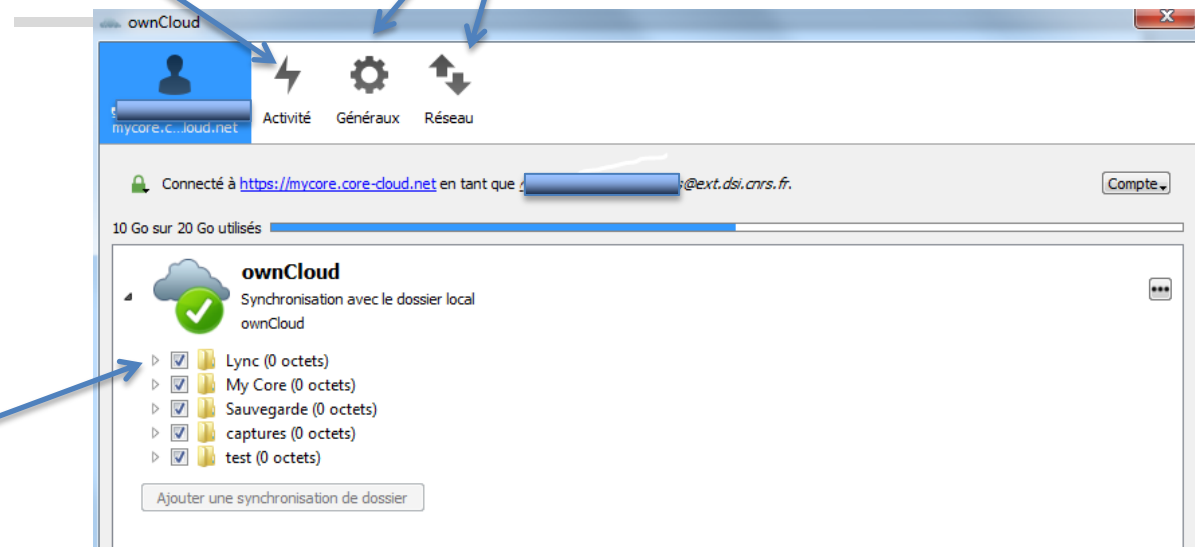 ownCloud
mycore.c...loud.net
Activité
Généraux
Réseau
Connecté à https://mycore.core-cloud.net en tant que @ext.dsi.cnrs.fr.
Compte
10 Go sur 20 Go utilisés
ownCloud
Synchronisation avec le dossier local
ownCloud
Lync (0 octets)
My Core (0 octets)
Sauvegarde (0 octets)
captures (0 octets)
test (0 octets)
Ajouter une synchronisation de dossier